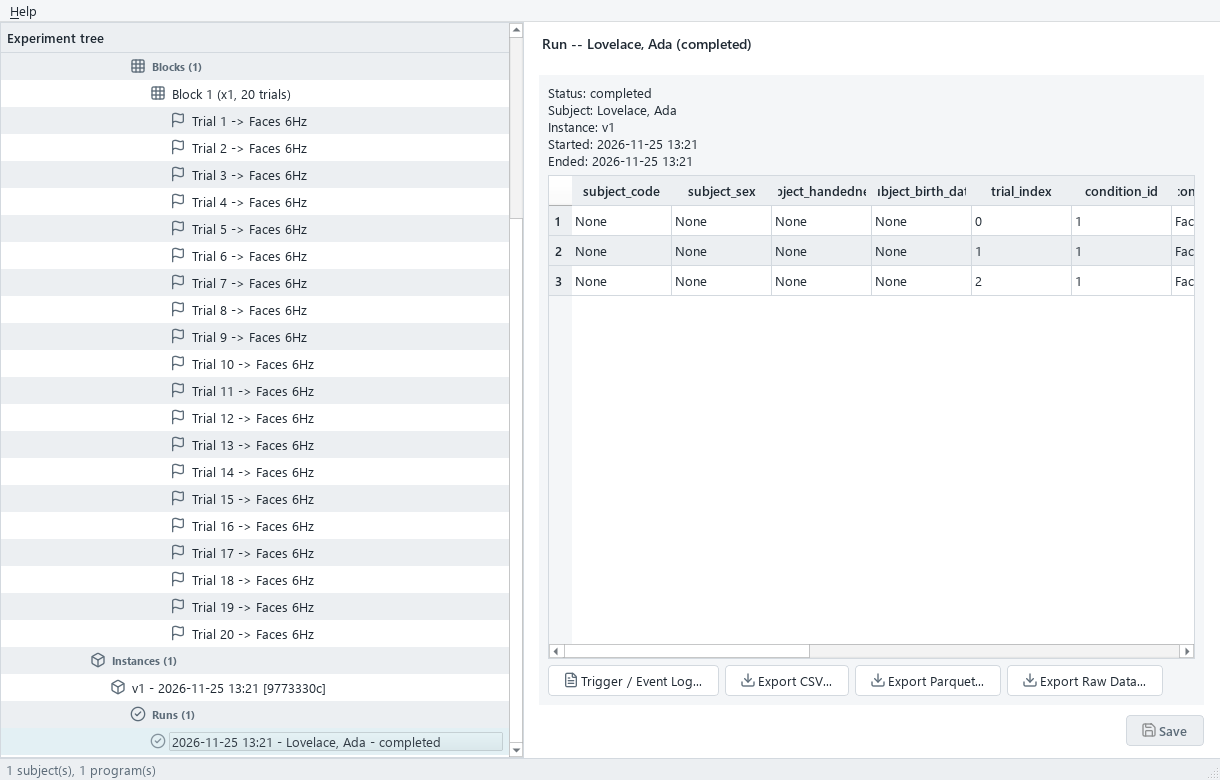 Help
Experiment tree
Blocks (1)
Block 1 (x1, 20 trials)
Trial 1 -> Faces 6Hz
Trial 2 -> Faces 6Hz
Trial 3 -> Faces 6Hz
Trial 4 -> Faces 6Hz
Trial 5 -> Faces 6Hz
Trial 6 -> Faces 6Hz
Trial 7 -> Faces 6Hz
Trial 8 -> Faces 6Hz
Trial 9 -> Faces 6Hz
Trial 10 -> Faces 6Hz
Trial 11 -> Faces 6Hz
Trial 12 -> Faces 6Hz
Trial 13 -> Faces 6Hz
Trial 14 -> Faces 6Hz
Trial 15 -> Faces 6Hz
Trial 16 -> Faces 6Hz
Trial 17 -> Faces 6Hz
Trial 18 -> Faces 6Hz
Trial 19 -> Faces 6Hz
Trial 20 -> Faces 6Hz
Instances (1)
v1 - 2026-11-25 13:21 [9773330c]
Runs (1)
2026-11-25 13:21 - Lovelace, Ada - completed
Run -- Lovelace, Ada (completed)
Status: completed
Subject: Lovelace, Ada
Instance: v1
Started: 2026-11-25 13:21
Ended: 2026-11-25 13:21
subject_code subject_sex bject_handedne ubject_birth_dat trial_index condition_id con
1 None None None None 0 1 Fac
2 None None None None 1 1 Fac
3 None None None None 2 1 Fac
Trigger / Event Log... Export CSV... Export Parquet... Export Raw Data...
Save
1 subject(s), 1 program(s)